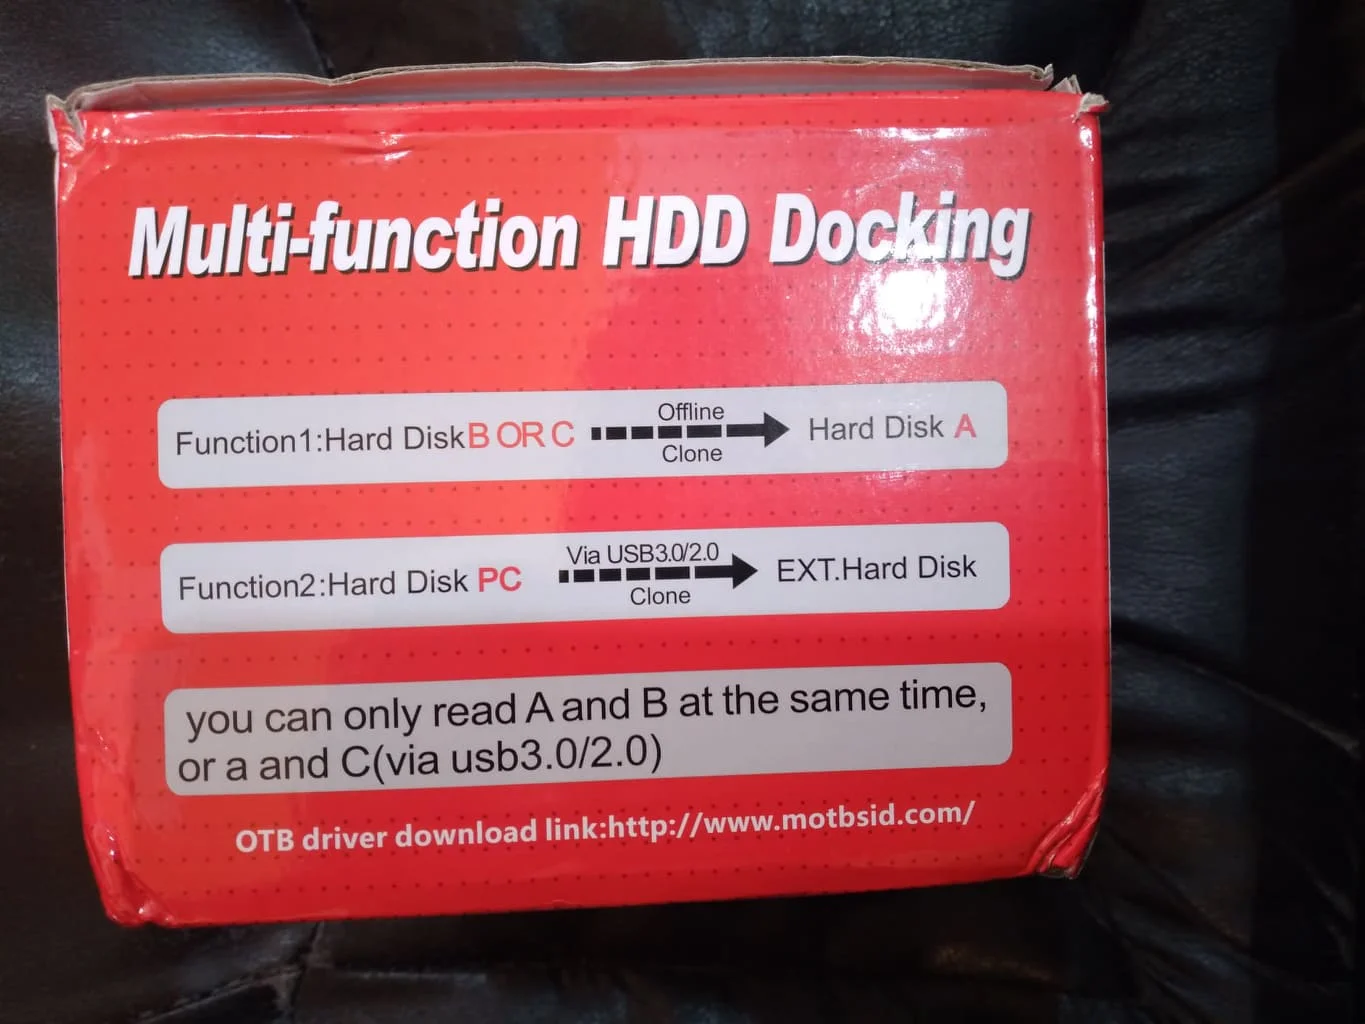 Multi-function HDD Docking
Function1:Hard Disk B OR C Offline Clone Hard Disk A
Function2:Hard Disk PC Via USB3.0/2.0 Clone EXT.Hard Disk
you can only read A and B at the same time,
or a and C(via usb3.0/2.0)
OTB driver download link:http://www.motbsid.com/